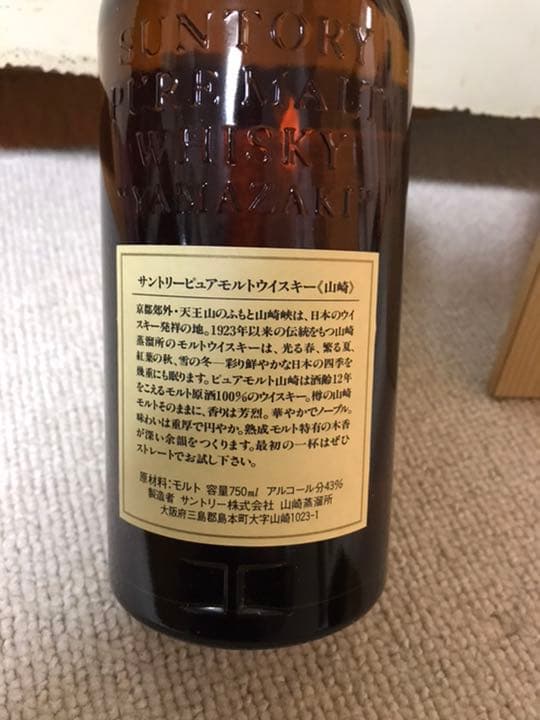 SUNTORY
PURE MALT
WHISKY
"YAMAZAKI"
サントリーピュアモルトウイスキー《山崎》
京都郊外・天王山のふもと山崎峡は、日本のウイ
スキー発祥の地。1923年以来の伝統をもつ山崎
蒸溜所のモルトウイスキーは、光る春、繁る夏、
紅葉の秋、雪の冬―彩り鮮やかな日本の四季を
幾重にも眠ります。ピュアモルト山崎は酒齢12年
をこえるモルト原酒100%のウイスキー。樽の山崎
モルトそのままに、香りは芳烈。華やかでノーブル。
味わいは重厚で円やか。熟成モルト特有の木香
が深い余韻をつくります。最初の一杯はぜひ
ストレートでお試し下さい。
原材料:モルト 容量750ml アルコール分43%
製造者 サントリー株式会社 山崎蒸溜所
大阪府三島郡島本町大字山崎1023-1